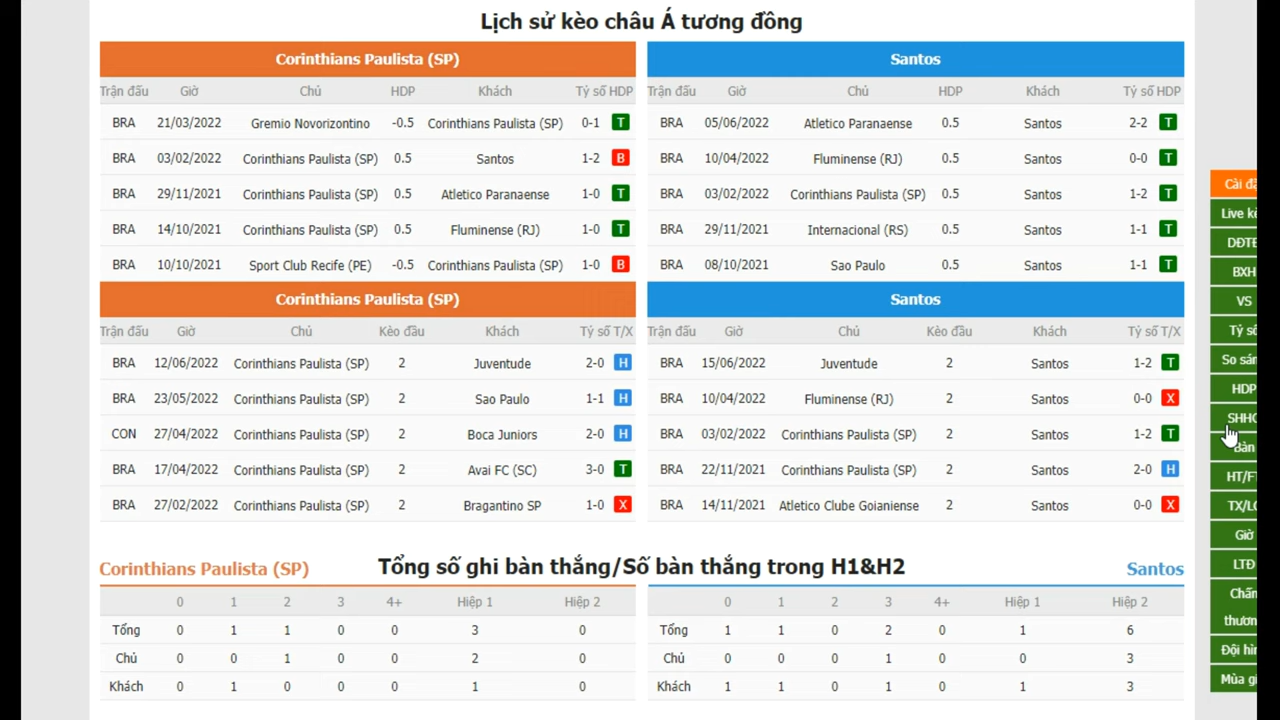 Lịch sử kèo châu Á tương đồng
Corinthians Paulista (SP)
Trận đấu Giờ Chủ HDP Khách Tỷ số HDP
BRA 21/03/2022 Gremio Novorizontino -0.5 Corinthians Paulista (SP) 0-1 T
BRA 03/02/2022 Corinthians Paulista (SP) 0.5 Santos 1-2 B
BRA 29/11/2021 Corinthians Paulista (SP) 0.5 Atletico Paranaense 1-0 T
BRA 14/10/2021 Corinthians Paulista (SP) 0.5 Fluminense (RJ) 1-0 T
BRA 10/10/2021 Sport Club Recife (PE) -0.5 Corinthians Paulista (SP) 1-0 B
Santos
Trận đấu Giờ Chủ HDP Khách Tỷ số HDP
BRA 05/06/2022 Atletico Paranaense 0.5 Santos 2-2 T
BRA 10/04/2022 Fluminense (RJ) 0.5 Santos 0-0 T
BRA 03/02/2022 Corinthians Paulista (SP) 0.5 Santos 1-2 T
BRA 29/11/2021 Internacional (RS) 0.5 Santos 1-1 T
BRA 08/10/2021 Sao Paulo 0.5 Santos 1-1 T
Corinthians Paulista (SP)
Trận đấu Giờ Chủ Kèo đầu Khách Tỷ số T/X
BRA 12/06/2022 Corinthians Paulista (SP) 2 Juventude 2-0 H
BRA 23/05/2022 Corinthians Paulista (SP) 2 Sao Paulo 1-1 H
CON 27/04/2022 Corinthians Paulista (SP) 2 Boca Juniors 2-0 H
BRA 17/04/2022 Corinthians Paulista (SP) 2 Avai FC (SC) 3-0 T
BRA 27/02/2022 Corinthians Paulista (SP) 2 Bragantino SP 1-0 X
Santos
Trận đấu Giờ Chủ Kèo đầu Khách Tỷ số T/X
BRA 15/06/2022 Juventude 2 Santos 1-2 T
BRA 10/04/2022 Fluminense (RJ) 2 Santos 0-0 X
BRA 03/02/2022 Corinthians Paulista (SP) 2 Santos 1-2 T
BRA 22/11/2021 Corinthians Paulista (SP) 2 Santos 2-0 H
BRA 14/11/2021 Atletico Clube Goianiense 2 Santos 0-0 X
Corinthians Paulista (SP) Tổng số ghi bàn thắng/Số bàn thắng trong H1&H2 Santos
0 1 2 3 4+ Hiệp 1 Hiệp 2
Tổng 0 1 1 0 0 3 0
Chủ 0 0 1 0 0 2 0
Khách 0 1 0 0 0 1 0
0 1 2 3 4+ Hiệp 1 Hiệp 2
Tổng 1 1 0 2 0 1 6
Chủ 0 0 0 1 0 0 3
Khách 1 1 0 1 0 1 3
Cài
Live
BXH
VS
Tỷ số
So
HDP
Bàn
HT/
TX/
Giờ
LTĐ
Đội
Mùa